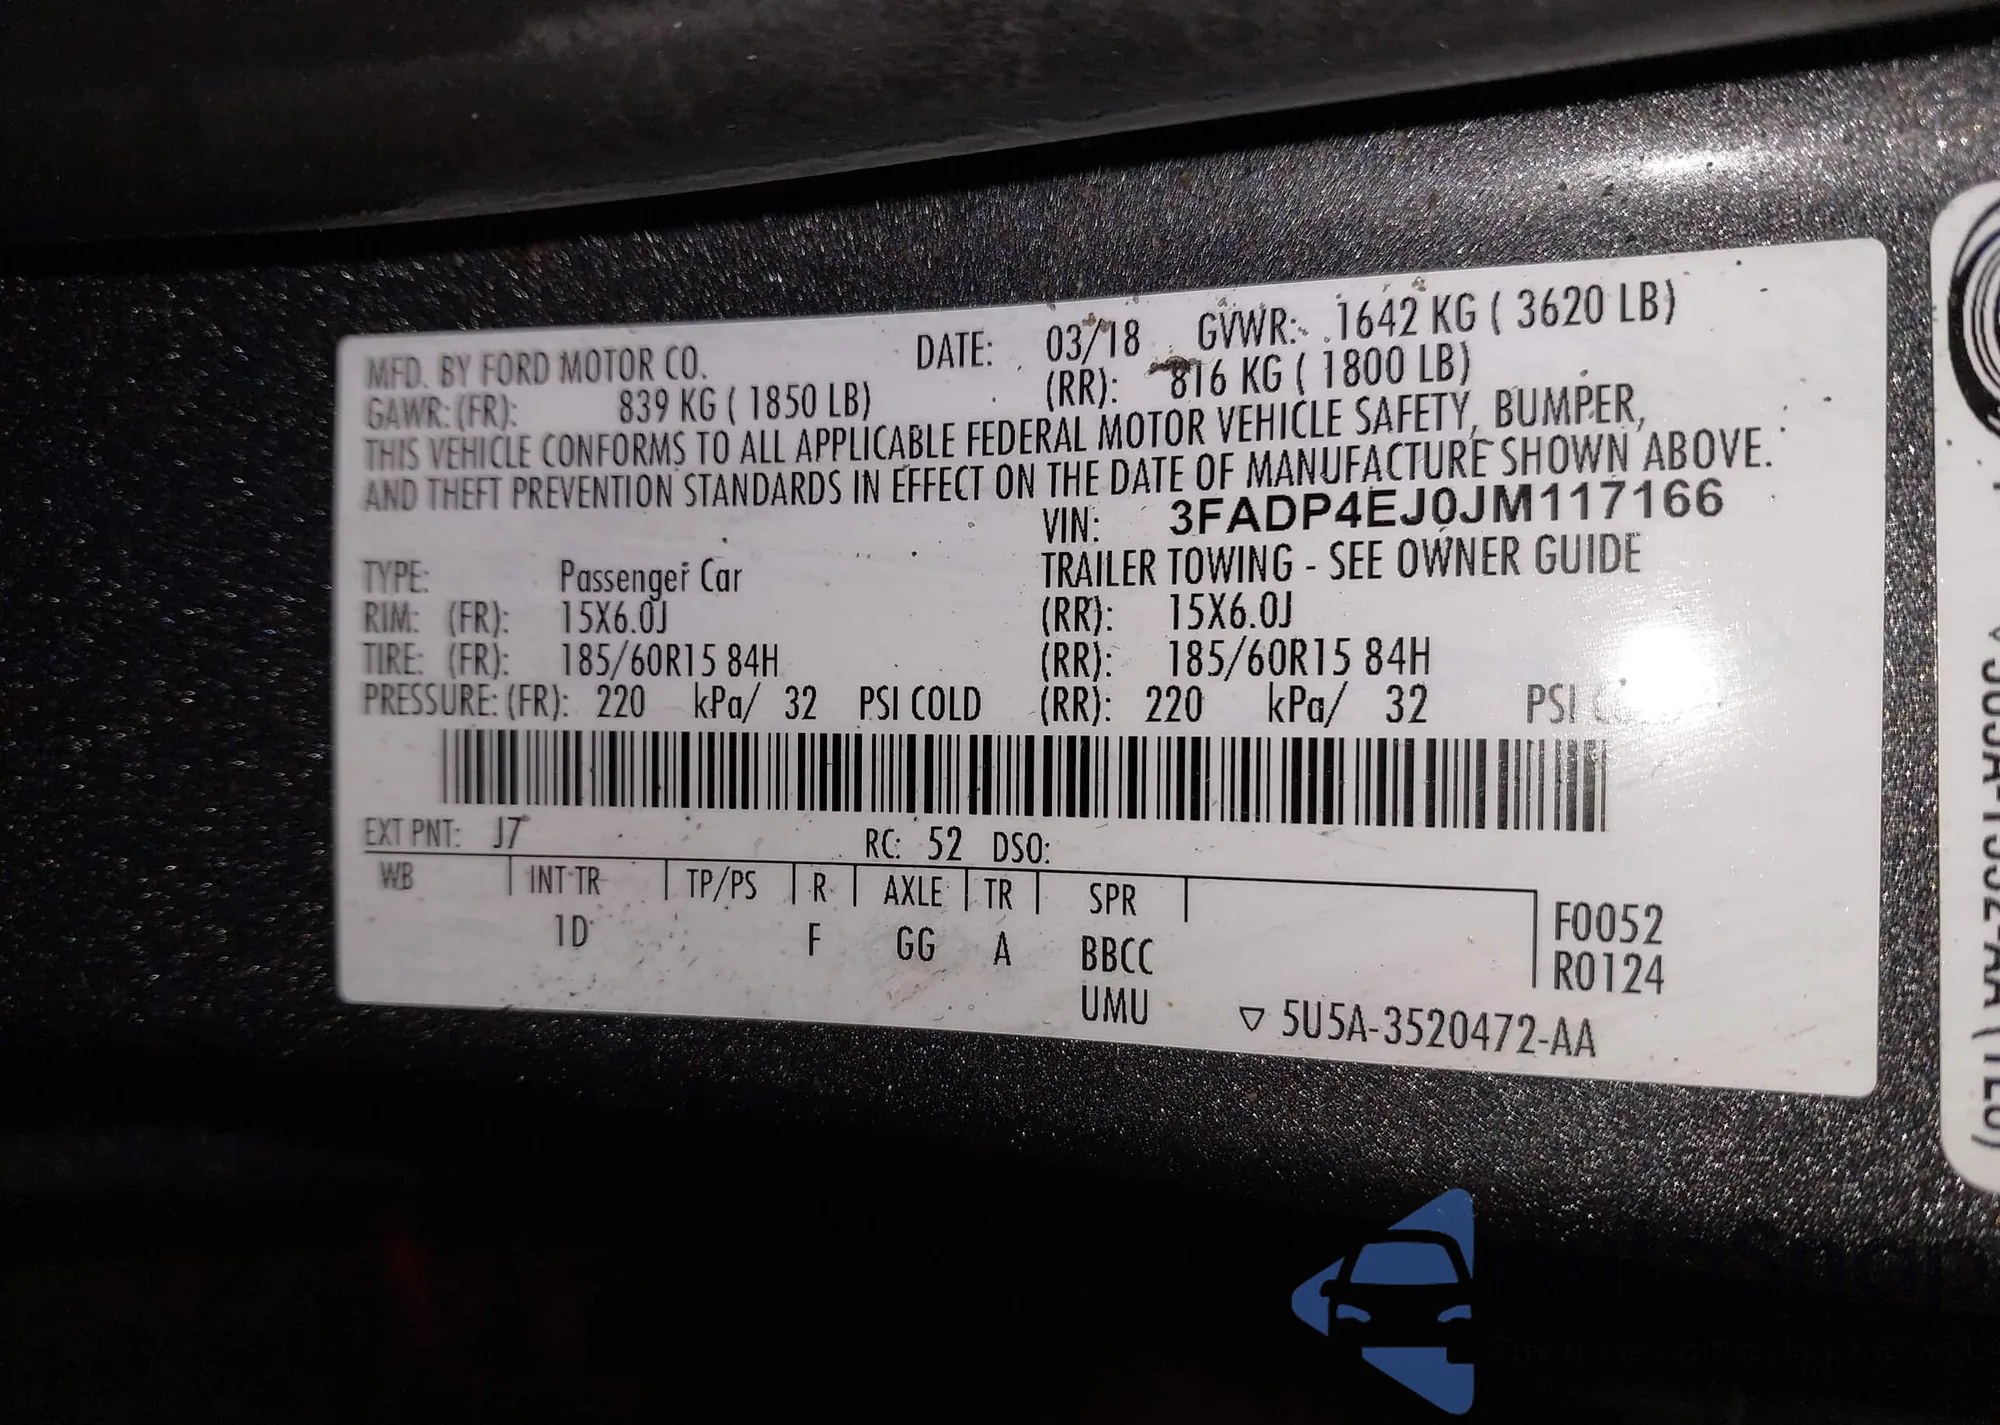 MFD. BY FORD MOTOR CO. DATE: 03/18 GVWR: 1642 KG ( 3620 LB)
GAWR: (FR): 839 KG ( 1850 LB) (RR): 816 KG ( 1800 LB)
THIS VEHICLE CONFORMS TO ALL APPLICABLE FEDERAL MOTOR VEHICLE SAFETY, BUMPER,
AND THEFT PREVENTION STANDARDS IN EFFECT ON THE DATE OF MANUFACTURE SHOWN ABOVE.
VIN: 3FADP4EJ0JM117166
TRAILER TOWING - SEE OWNER GUIDE
TYPE: Passenger Car
RIM: (FR): 15X6.0J (RR): 15X6.0J
TIRE: (FR): 185/60R15 84H (RR): 185/60R15 84H
PRESSURE: (FR): 220 kPa/ 32 PSI COLD (RR): 220 kPa/ 32 PSI
EXT PNT: J7 RC: 52 DSO:
WB INT TR TP/PS R AXLE TR SPR
1D F GG A BBCC
UMU
F0052
R0124
▽ 5U5A-3520472-AA